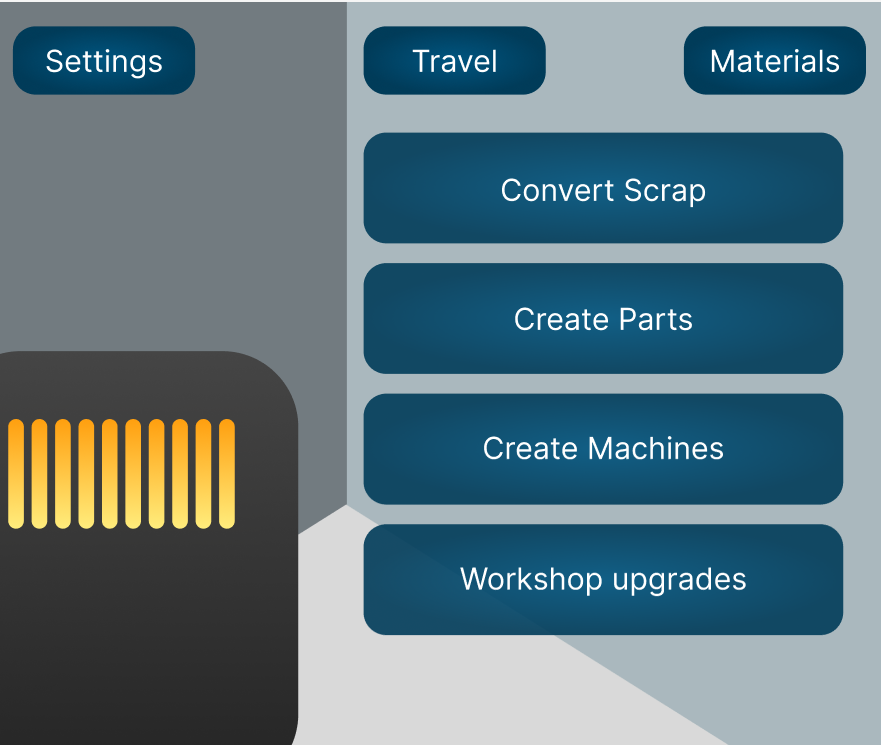 Settings
Travel
Materials
Convert Scrap
Create Parts
Create Machines
Workshop upgrades